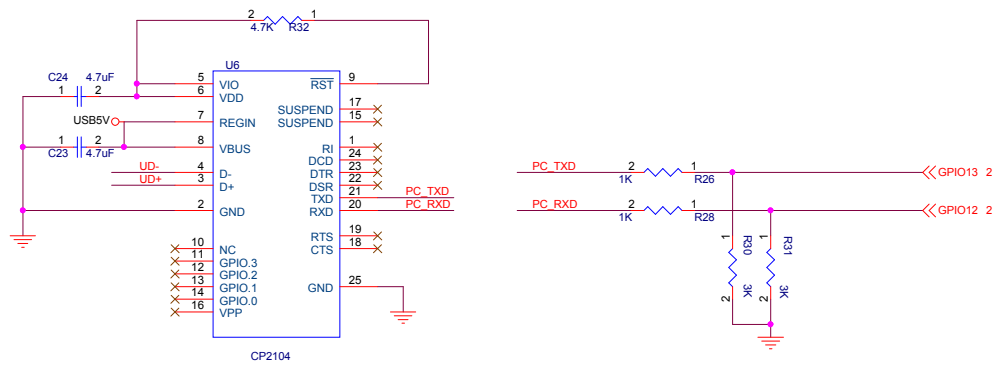 2 1
4.7K R32
U6
C24 4.7uF
1 2
5 VIO
6 VDD
RST 9
SUSPEND 17
SUSPEND 15
USB5V
7 REGIN
1 2
C23 4.7uF
8 VBUS
RI 1
DCD 24
DTR 23
DSR 22
TXD 21 PC_TXD
RXD 20 PC_RXD
UD- 4 D-
UD+ 3 D+
2 GND
RTS 19
CTS 18
10 NC
11 GPIO.3
12 GPIO.2
13 GPIO.1
14 GPIO.0
16 VPP
GND 25
CP2104
PC_TXD 2 1 GPIO13 2
1K R26
PC_RXD 2 1 GPIO12 2
1K R28
1 R30
3K 2
1 R31
3K 2